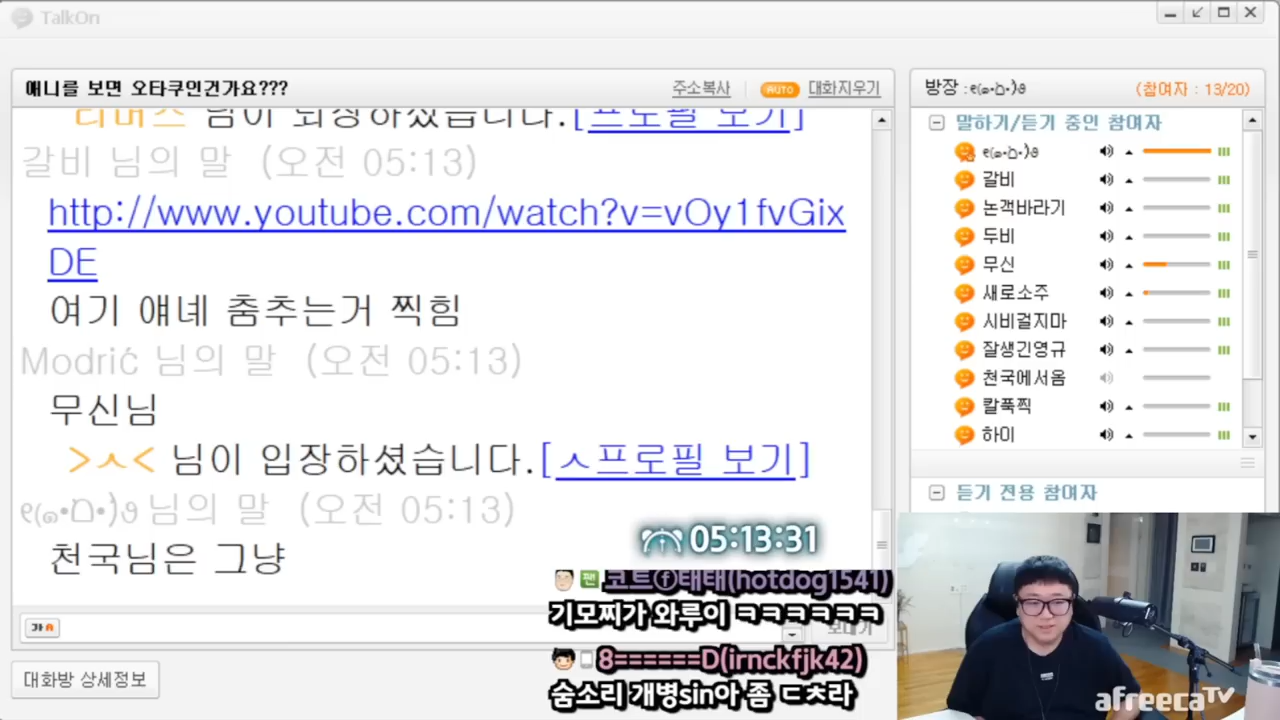 TalkOn
애니를 보면 오타쿠인건가요???
주소복사
AUTO
대화지우기
님이 퇴장하셨습니다.[프로필 보기]
갈비 님의 말 (오전 05:13)
http://www.youtube.com/watch?v=vOy1fvGix
DE
여기 얘네 춤추는거 찍힘
Modrić 님의 말 (오전 05:13)
무신님
>ㅅ< 님이 입장하셨습니다.[ㅅ프로필 보기]
님의 말 (오전 05:13)
천국님은 그냥
가A
보내기
대화방 상세정보
방장 :
(참여자 : 13/20)
말하기/듣기 중인 참여자
갈비
논객바라기
두비
무신
새로소주
시비걸지마
잘생긴영규
천국에서옴
칼푹찍
하이
듣기 전용 참여자
05:13:31
팬 코트ⓕ태태(hotdog1541)
기모찌가 와루이 ㅋㅋㅋㅋㅋㅋ
8======D(irnckfjk42)
숨소리 개병sin아 좀 ㄷㅊ라
afreecaTV